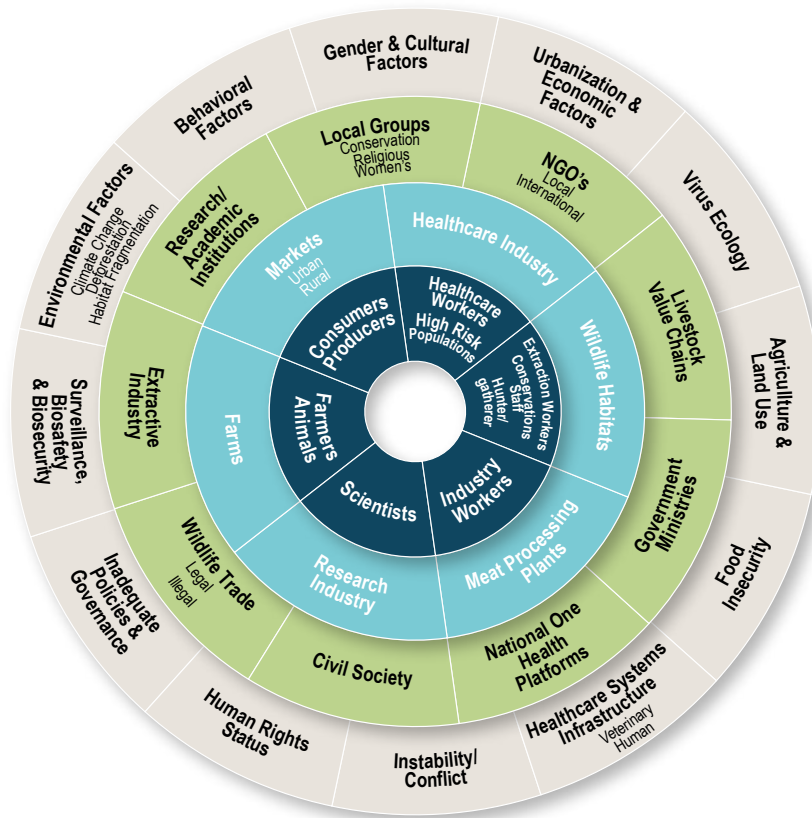 Gender & Cultural
Factors
Urbanization &
Economic
Factors
Virus Ecology
Agricullture &
Land Use
Food
Insecurity
Healthcare Systems
Infrastructure
Veterinary
Human
Instability/
Conflict
Human Rights
Status
Inadequate
Policies &
Governance
Surveillance,
Biosafety
& Biosecurity
Environmental Factors
Climate Change
Deforestation
Habitat Fragmentation
Behavioral
Factors
Local Groups
Conservation
Religious
Women's
NGO's
Local
International
Livestock
Value Chains
Government
Ministries
National One
Health
Platforms
Civil Society
Wildlife Trade
Legal
Illegal
Extractive
Industry
Research/
Academic
Institutions
Markets
Urban
Rural
Healthcare Industry
Wildlife Habitats
Meat Processing
Plants
Research
Industry
Farms
Consumers
Producers
Healthcare
Workers
High Risk
Populations
Extraction Workers
Conservations
Staff
Hunter/
gatherer
Industry
Workers
Scientists
Farmers
Animals